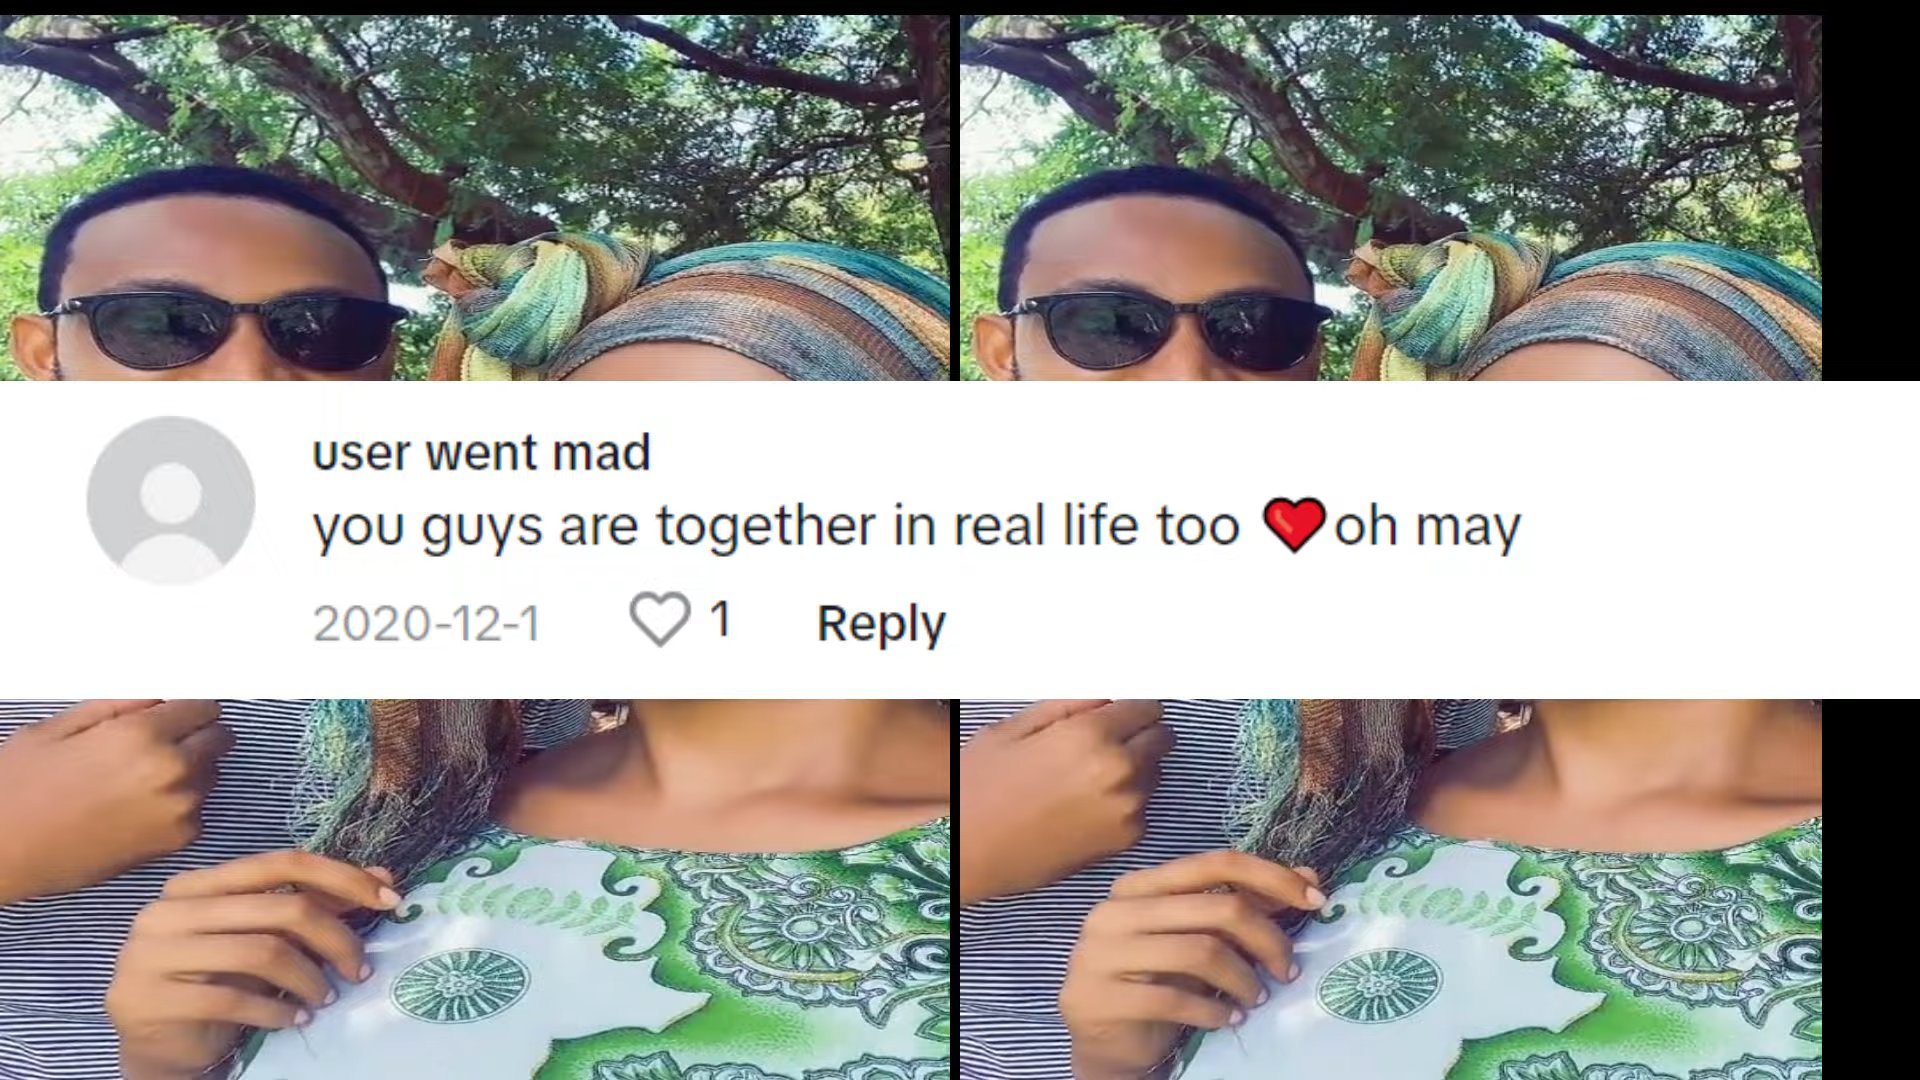 user went mad
you guys are together in real life too ❤️oh may
2020-12-1 1 Reply